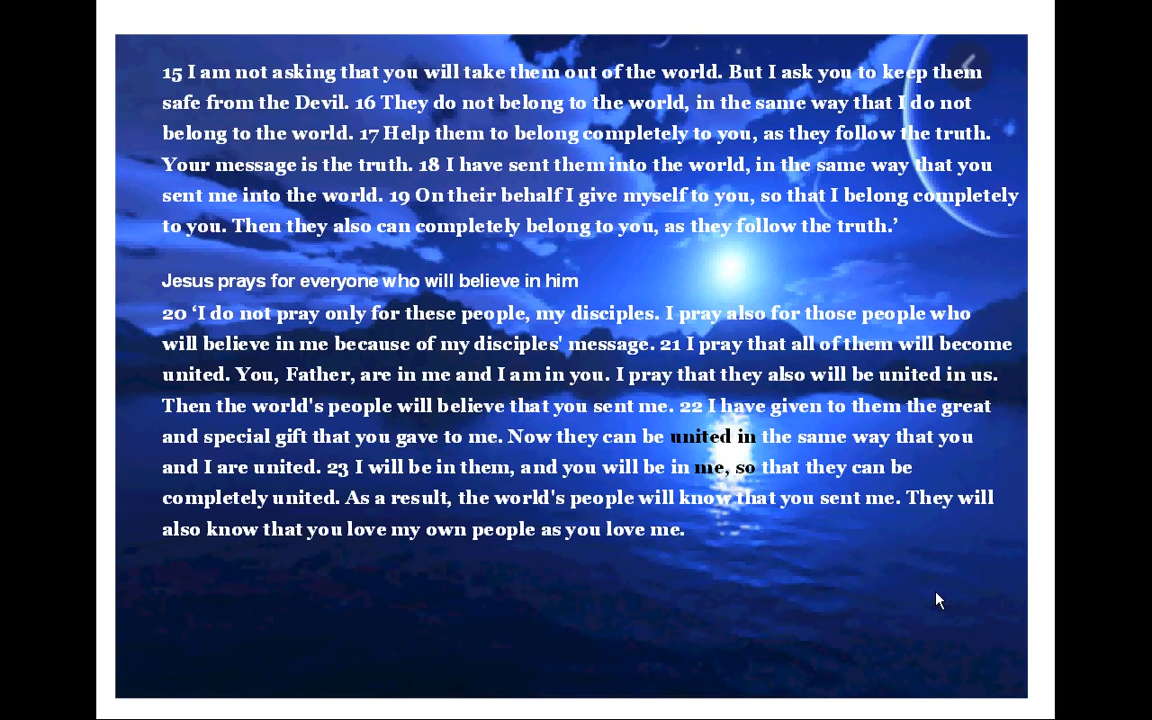 15 I am not asking that you will take them out of the world. But I ask you to keep them
safe from the Devil. 16 They do not belong to the world, in the same way that I do not
belong to the world. 17 Help them to belong completely to you, as they follow the truth.
Your message is the truth. 18 I have sent them into the world, in the same way that you
sent me into the world. 19 On their behalf I give myself to you, so that I belong completely
to you. Then they also can completely belong to you, as they follow the truth.’
Jesus prays for everyone who will believe in him
20 ‘I do not pray only for these people, my disciples. I pray also for those people who
will believe in me because of my disciples' message. 21 I pray that all of them will become
united. You, Father, are in me and I am in you. I pray that they also will be united in us.
Then the world's people will believe that you sent me. 22 I have given to them the great
and special gift that you gave to me. Now they can be united in the same way that you
and I are united. 23 I will be in them, and you will be in me, so that they can be
completely united. As a result, the world's people will know that you sent me. They will
also know that you love my own people as you love me.